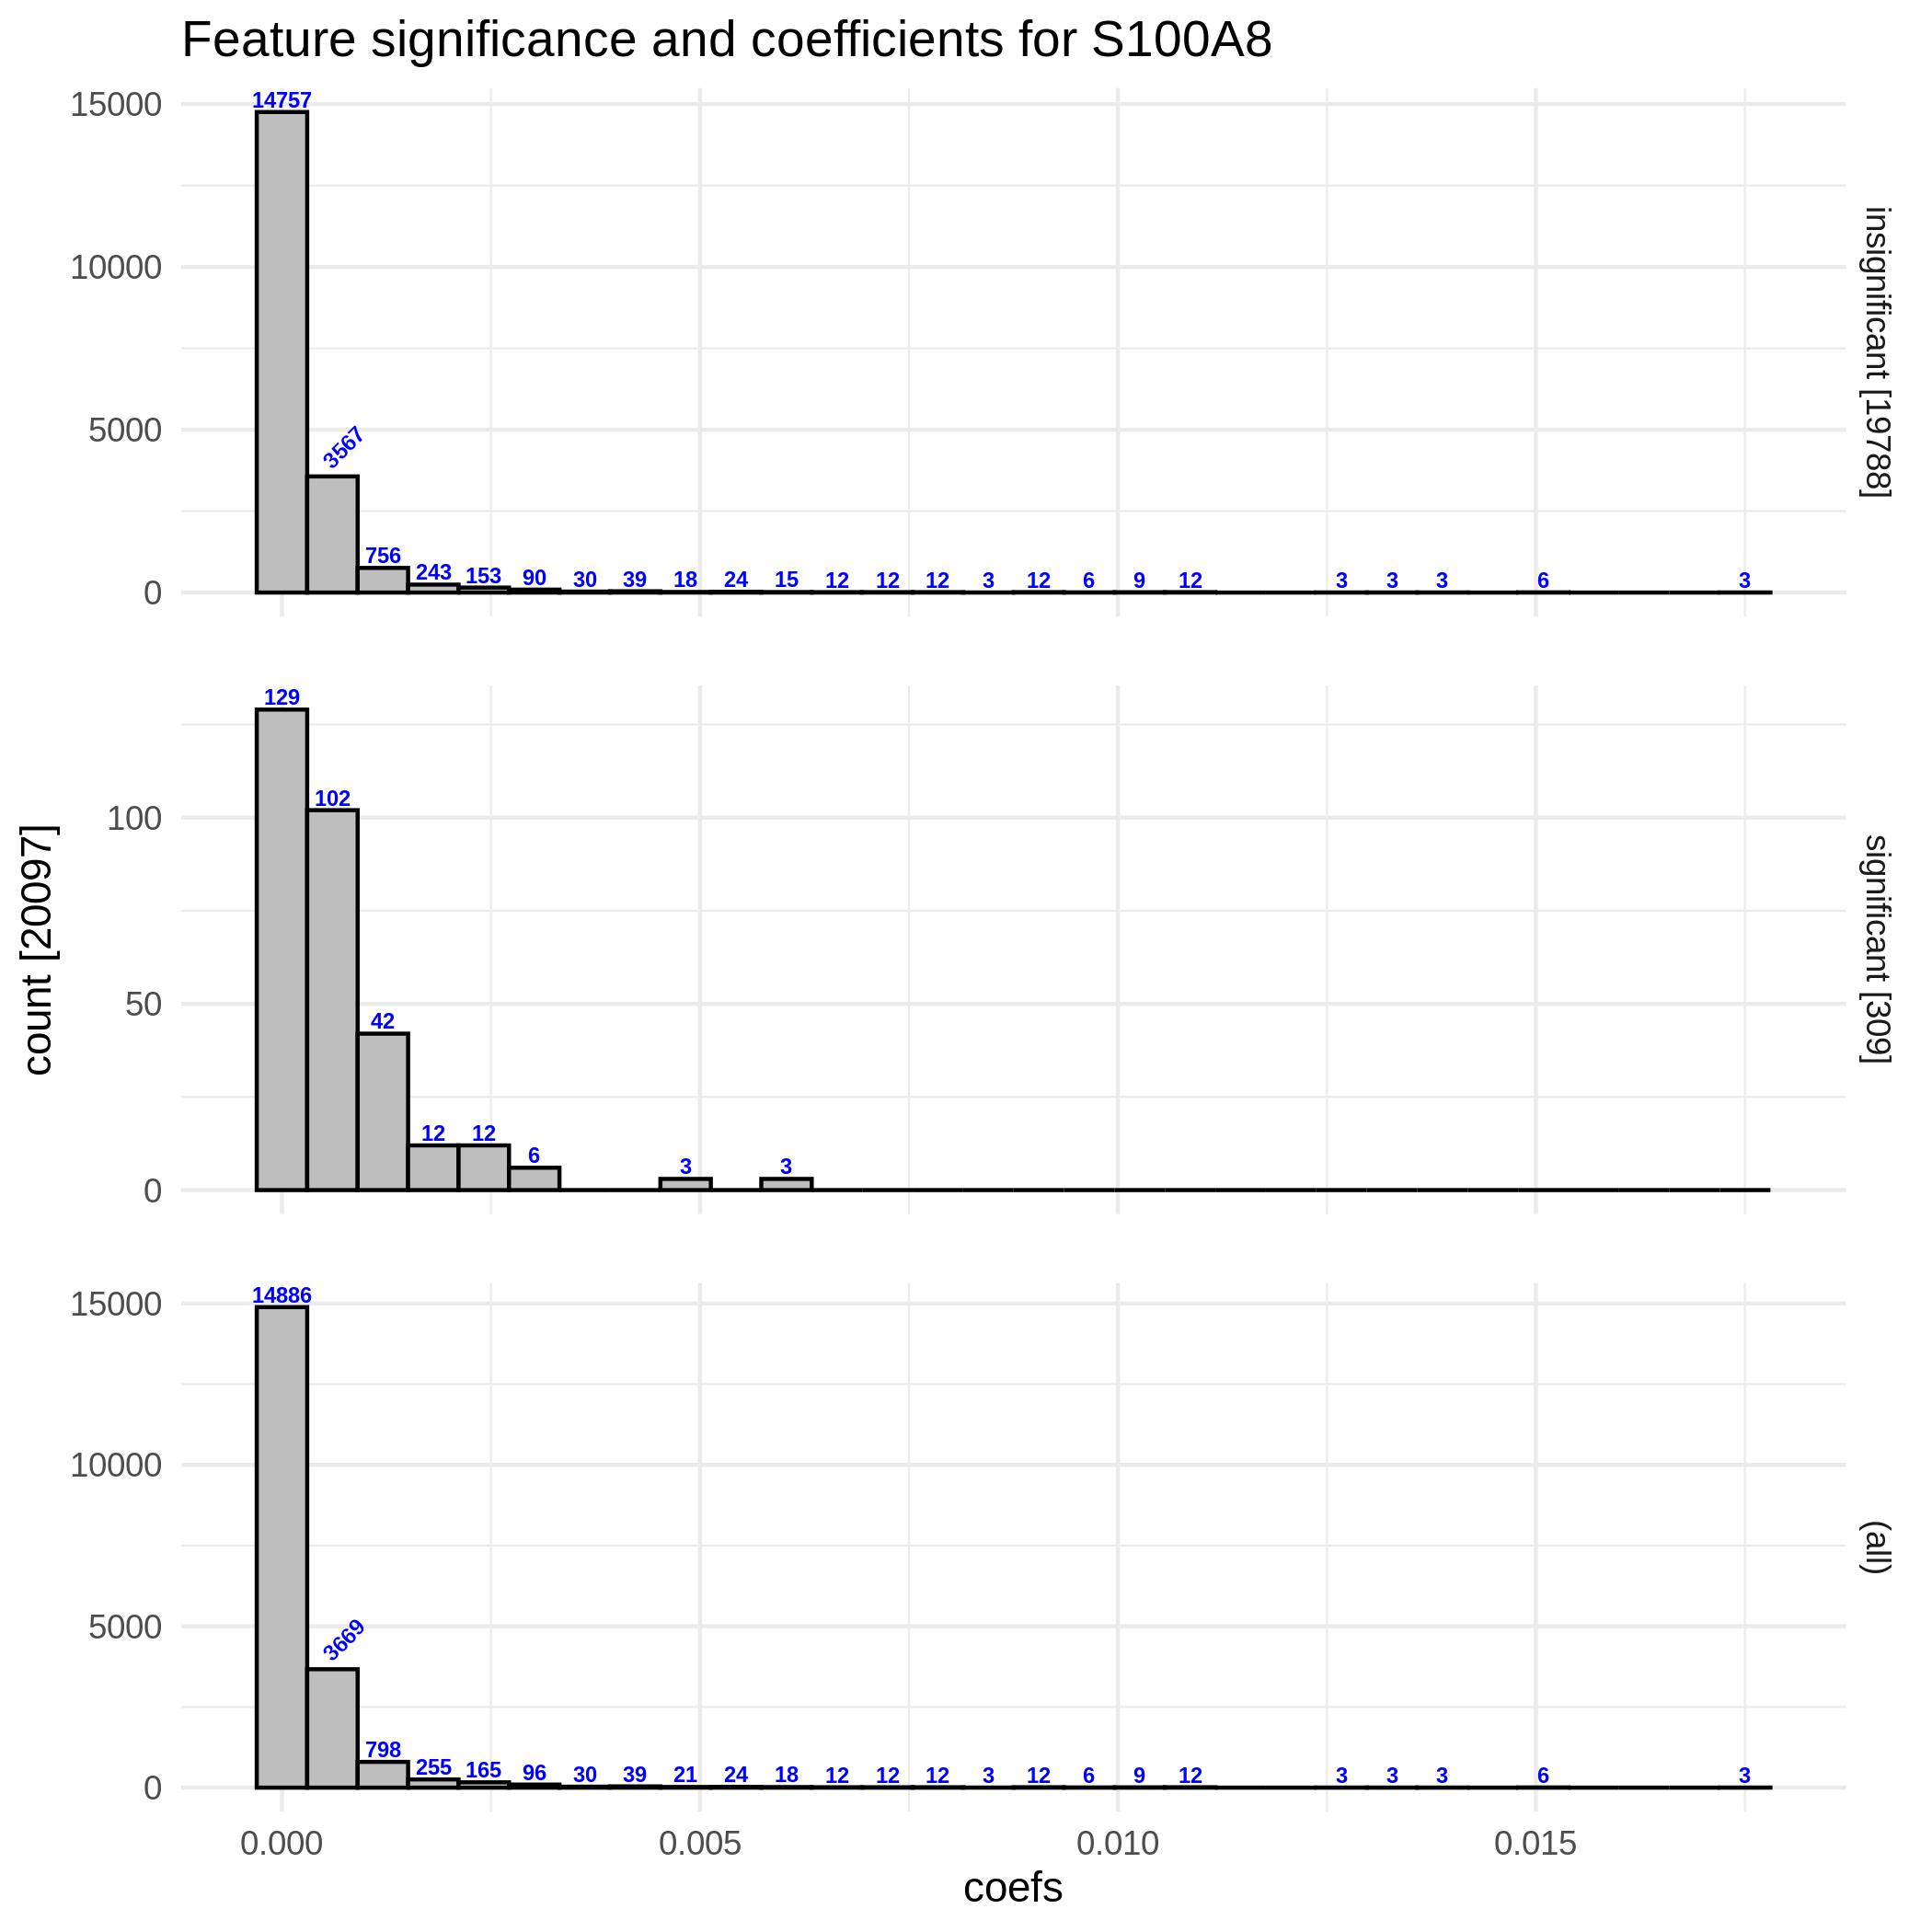 Feature significance and coefficients for S100A8
count [20097]
15000
10000
5000
0
14757
3567
756 243 153 90 30 39 18 24 15 12 12 12 3 12 6 9 12 3 3 3 6 3
insignificant [19788]
100
50
0
129
102
42
12 12 6 3 3
significant [309]
15000
10000
5000
0
14886
3669
798 255 165 96 30 39 21 24 18 12 12 12 3 12 6 9 12 3 3 3 6 3
(all)
0.000 0.005 0.010 0.015
coefs